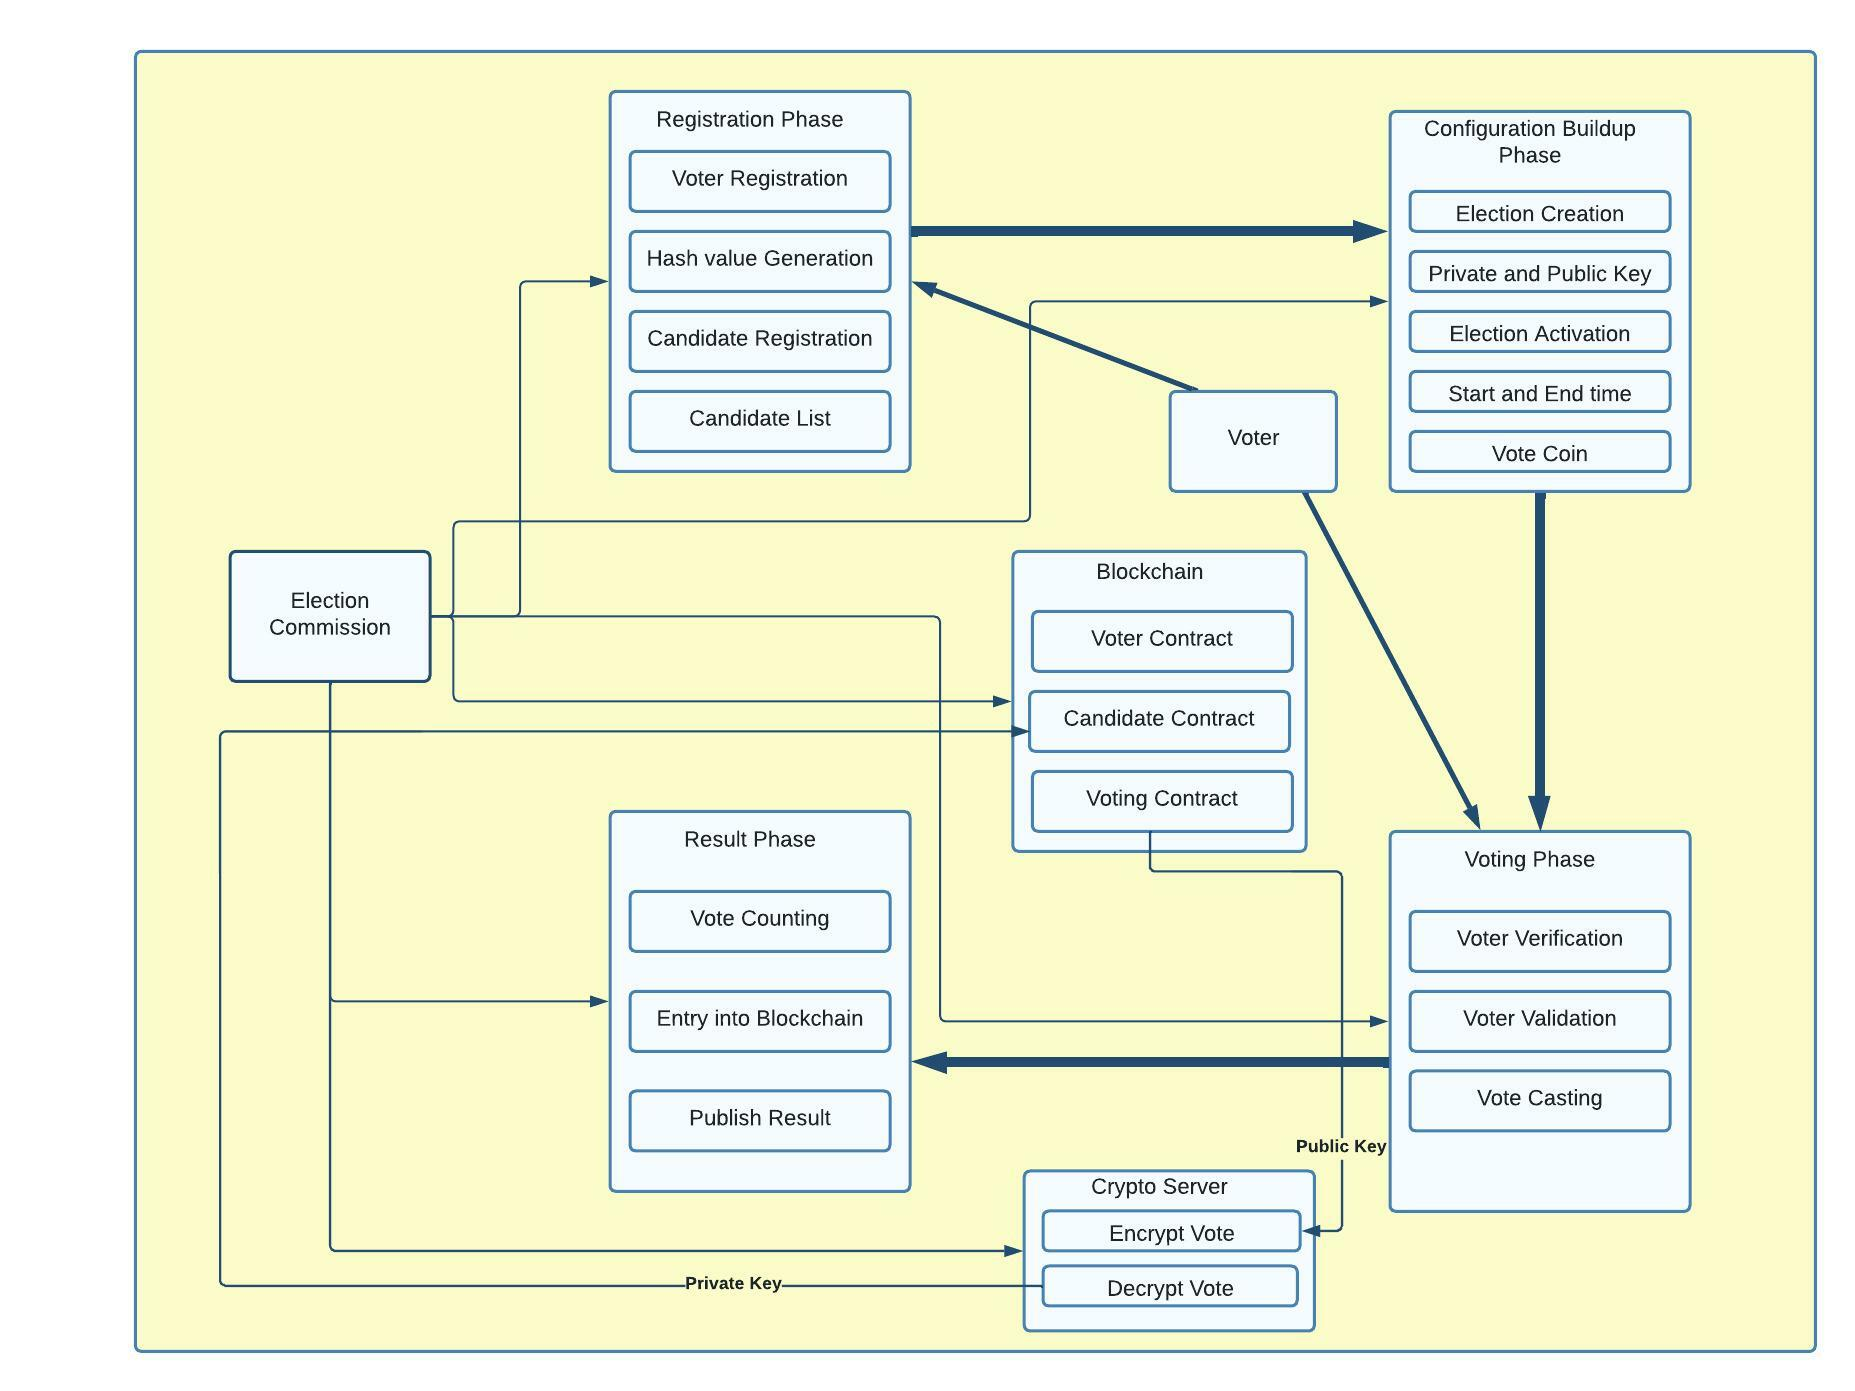 Registration Phase
Voter Registration
Hash value Generation
Candidate Registration
Candidate List
Configuration Buildup
Phase
Election Creation
Private and Public Key
Election Activation
Start and End time
Vote Coin
Voter
Election
Commission
Blockchain
Voter Contract
Candidate Contract
Voting Contract
Result Phase
Vote Counting
Entry into Blockchain
Publish Result
Voting Phase
Voter Verification
Voter Validation
Vote Casting
Public Key
Crypto Server
Encrypt Vote
Decrypt Vote
Private Key